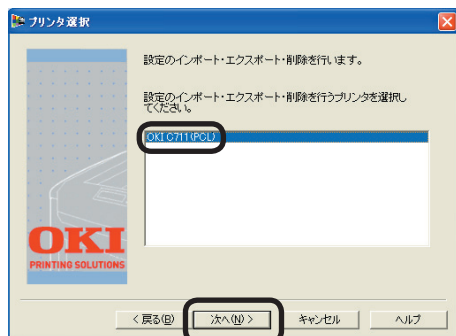 プリンタ選択
設定のインポート・エクスポート・削除を行います。
設定のインポート・エクスポート・削除を行うプリンタを選択し
てください。
OKI C711(PCL)
OKI
PRINTING SOLUTIONS
< 戻る(B)
次へ(N) >
キャンセル
ヘルプ